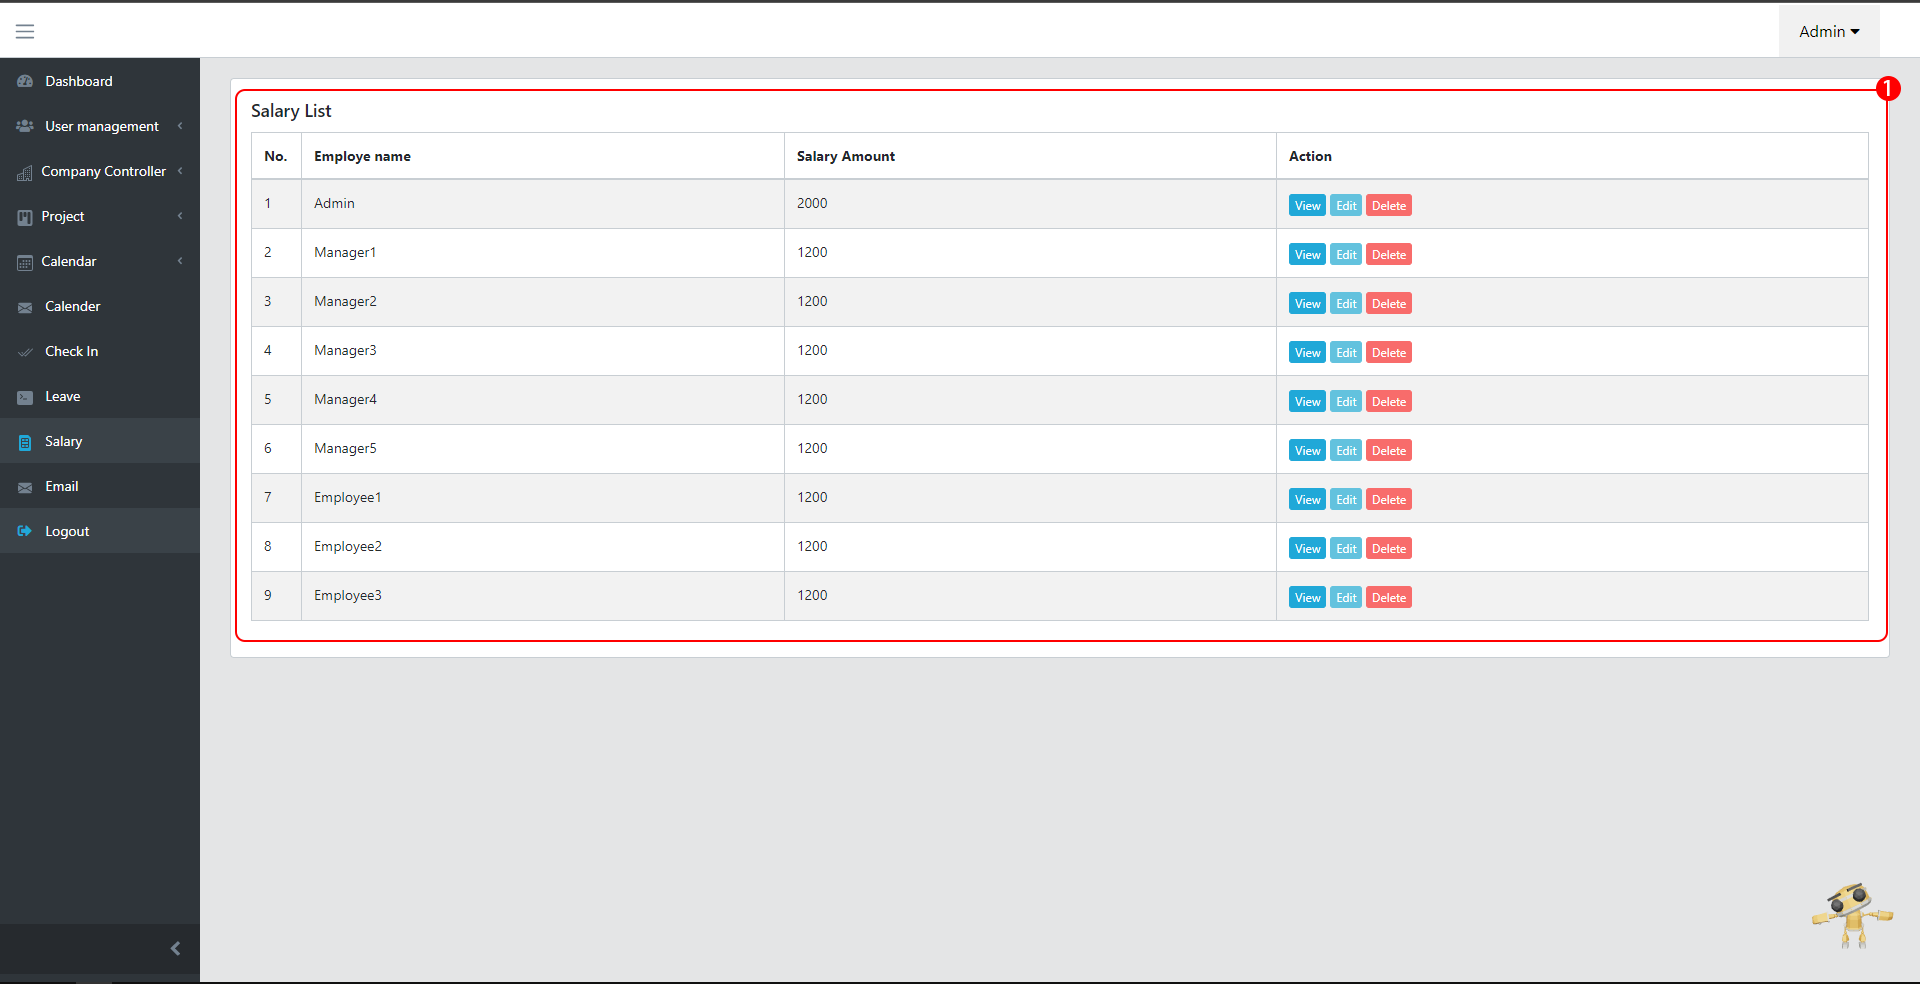 Admin
Dashboard
User management
Company Controller
Project
Calendar
Calender
Check In
Leave
Salary
Email
Logout
1
Salary List
No. Employe name Salary Amount Action
1 Admin 2000 View Edit Delete
2 Manager1 1200 View Edit Delete
3 Manager2 1200 View Edit Delete
4 Manager3 1200 View Edit Delete
5 Manager4 1200 View Edit Delete
6 Manager5 1200 View Edit Delete
7 Employee1 1200 View Edit Delete
8 Employee2 1200 View Edit Delete
9 Employee3 1200 View Edit Delete